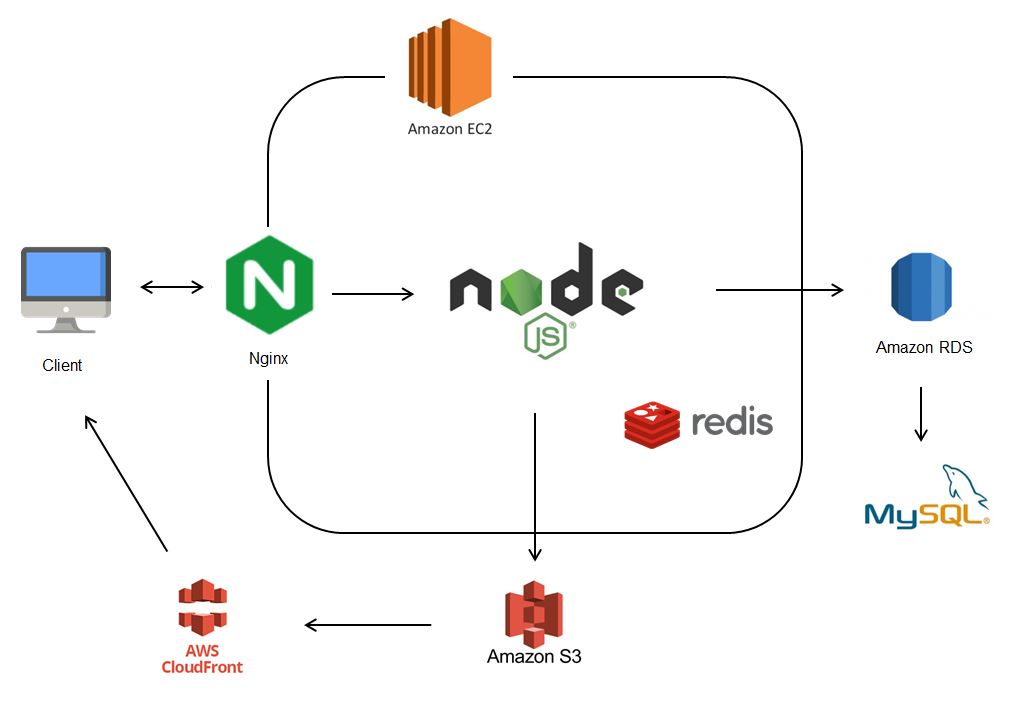 Amazon EC2
N
node
JS®
Client
Nginx
Amazon RDS
redis
MySQL®
AWS
CloudFront
Amazon S3